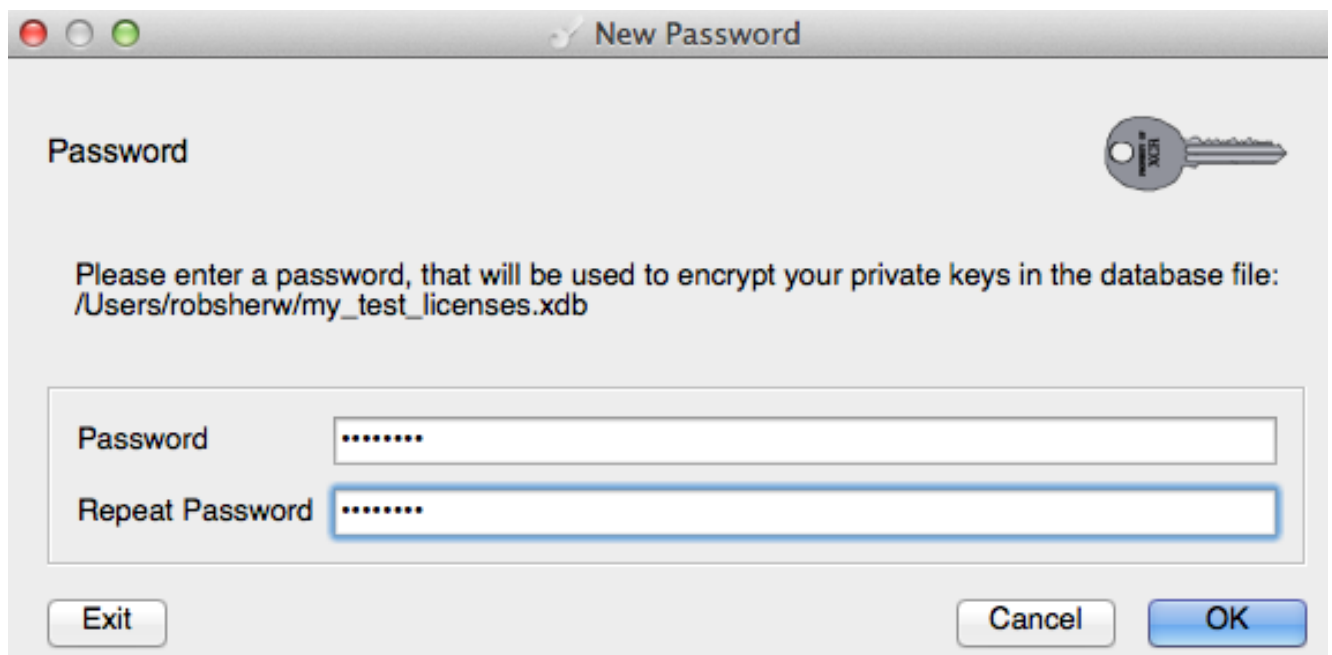 New Password
Password
Please enter a password, that will be used to encrypt your private keys in the database file:
/Users/robsherw/my_test_licenses.xdb
Password ••••••••
Repeat Password ••••••••
Exit Cancel OK